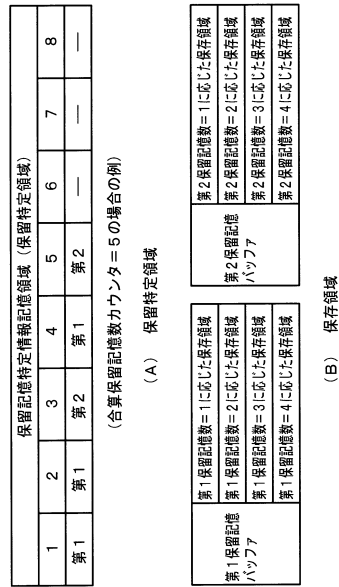 保留記憶特定情報記憶領域（保留特定領域）
1 2 3 4 5 6 7 8
第1 第1 第2 第1 第2 ― ― ―
（合算保留記憶数カウンタ＝5の場合の例）
（A） 保留特定領域
第1保留記憶
バッファ
第1保留記憶数＝1に応じた保存領域
第1保留記憶数＝2に応じた保存領域
第1保留記憶数＝3に応じた保存領域
第1保留記憶数＝4に応じた保存領域
第2保留記憶
バッファ
第2保留記憶数＝1に応じた保存領域
第2保留記憶数＝2に応じた保存領域
第2保留記憶数＝3に応じた保存領域
第2保留記憶数＝4に応じた保存領域
（B） 保存領域